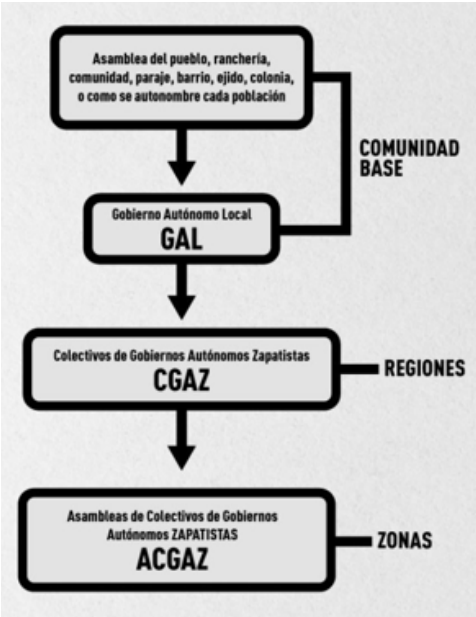 Asamblea del pueblo, ranchería,
comunidad, paraje, barrio, ejido, colonia,
o como se autonombre cada población
COMUNIDAD
BASE
Gobierno Autónomo Local
GAL
Colectivos de Gobiernos Autónomos Zapatistas
CGAZ
REGIONES
Asambleas de Colectivos de Gobiernos
Autónomos ZAPATISTAS
ACGAZ
ZONAS